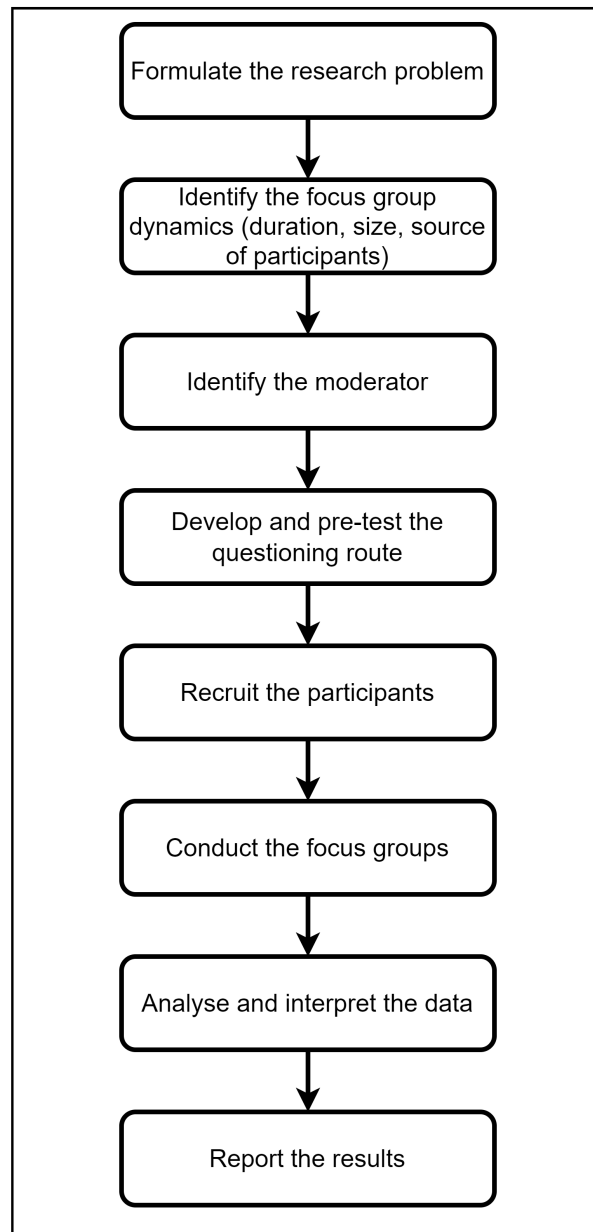 Formulate the research problem
Identify the focus group
dynamics (duration, size, source
of participants)
Identify the moderator
Develop and pre-test the
questioning route
Recruit the participants
Conduct the focus groups
Analyse and interpret the data
Report the results